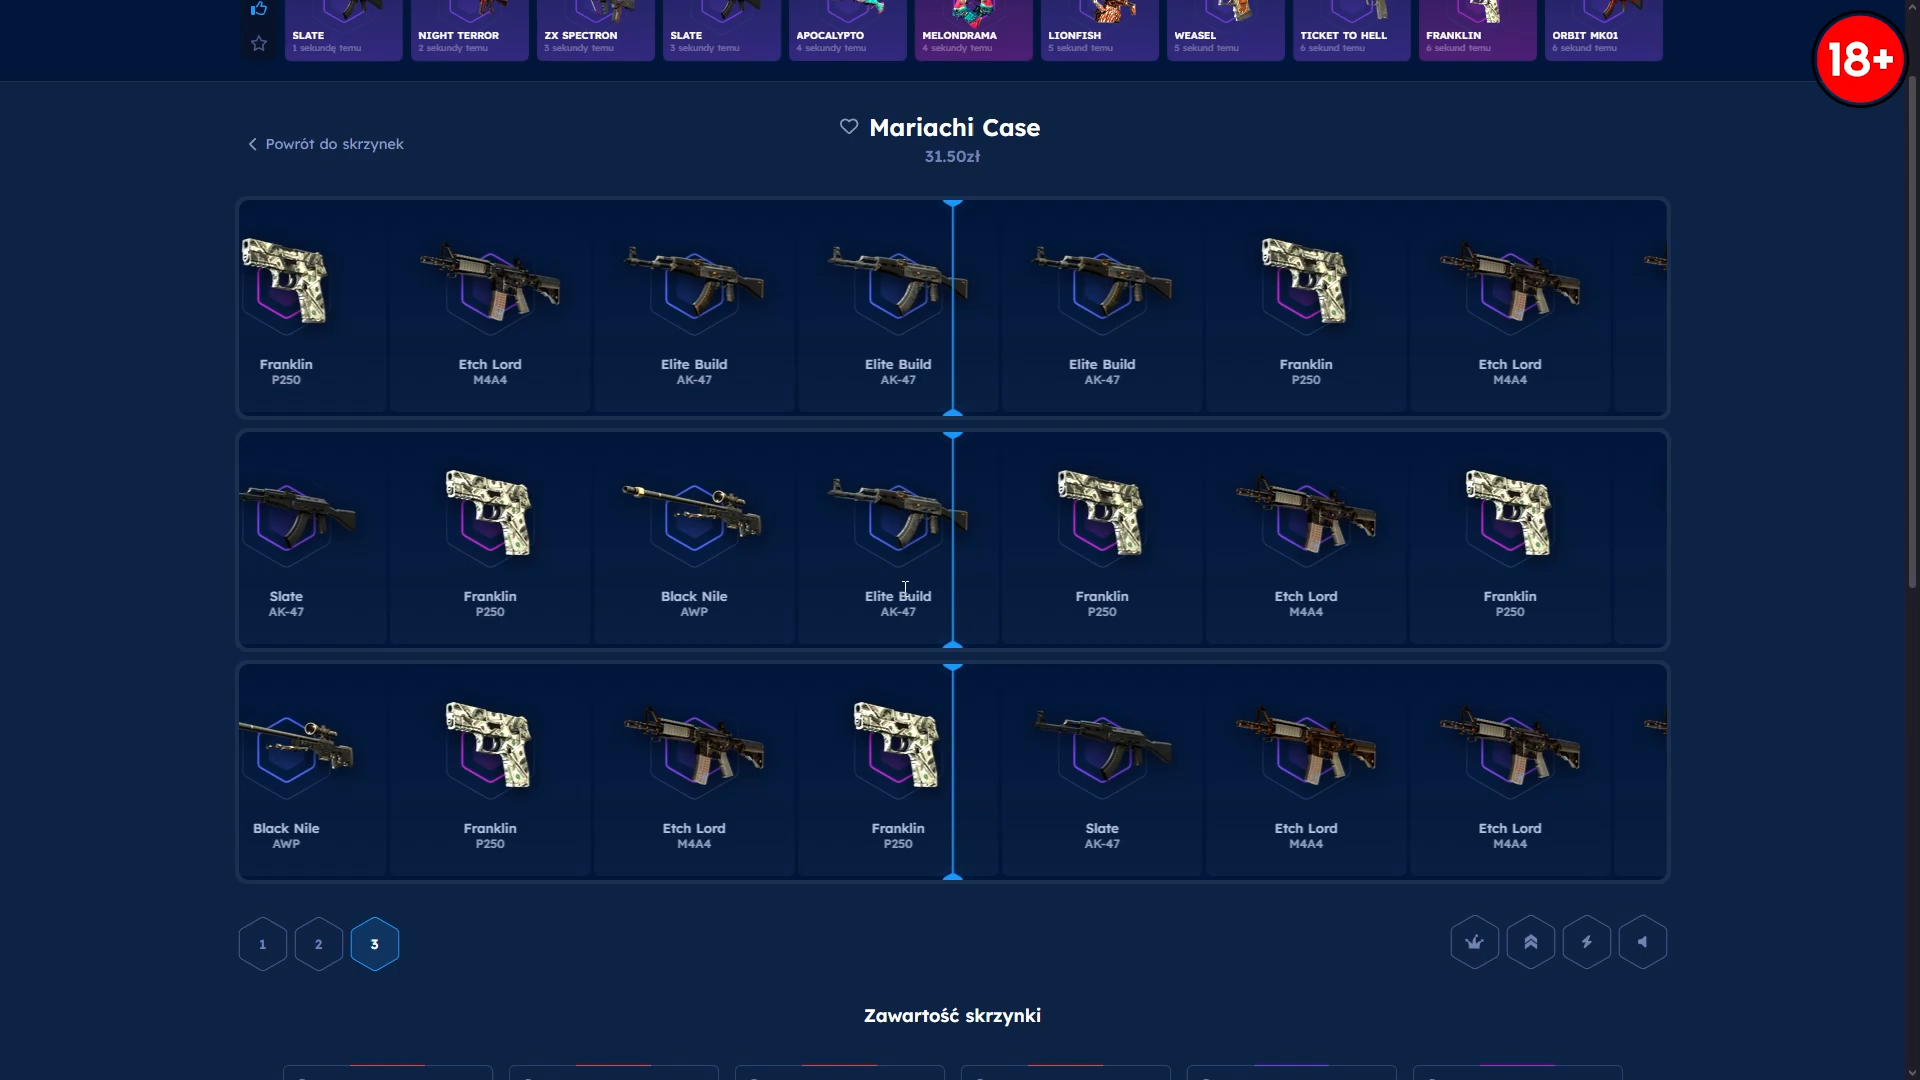 SLATE
1 sekundę temu
NIGHT TERROR
2 sekundy temu
ZX SPECTRON
3 sekundy temu
SLATE
3 sekundy temu
APOCALYPTO
4 sekundy temu
MELONDRAMA
4 sekundy temu
LIONFISH
5 sekund temu
WEASEL
5 sekund temu
TICKET TO HELL
6 sekund temu
FRANKLIN
6 sekund temu
ORBIT MK01
6 sekund temu
18+
Powrót do skrzynek
Mariachi Case
31.50zł
Franklin
P250
Etch Lord
M4A4
Elite Build
AK-47
Elite Build
AK-47
Elite Build
AK-47
Franklin
P250
Etch Lord
M4A4
Slate
AK-47
Franklin
P250
Black Nile
AWP
Elite Build
AK-47
Franklin
P250
Etch Lord
M4A4
Franklin
P250
Black Nile
AWP
Franklin
P250
Etch Lord
M4A4
Franklin
P250
Slate
AK-47
Etch Lord
M4A4
Etch Lord
M4A4
1
2
3
Zawartość skrzynki